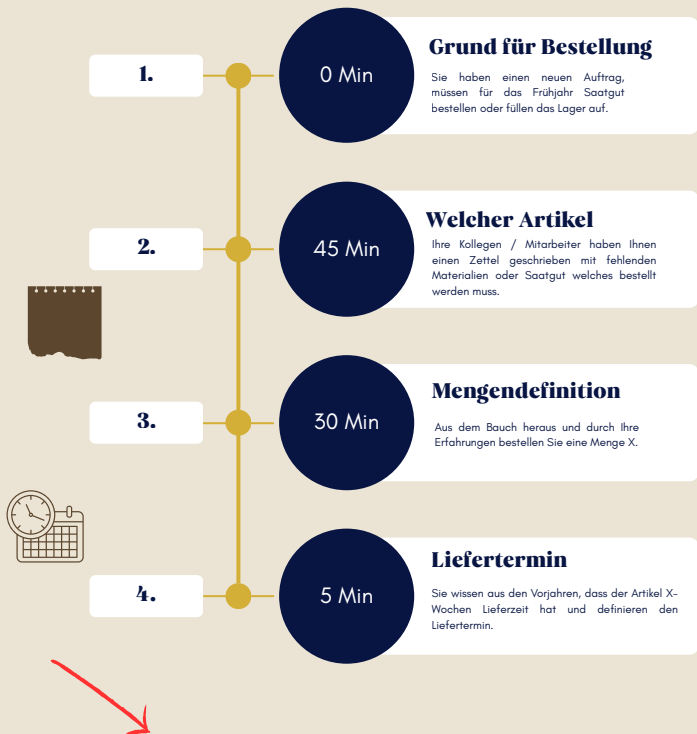 1.
0 Min
Grund für Bestellung
Sie haben einen neuen Auftrag,
müssen für das Frühjahr Saatgut
bestellen oder füllen das Lager auf.
2.
45 Min
Welcher Artikel
Ihre Kollegen / Mitarbeiter haben Ihnen
einen Zettel geschrieben mit fehlenden
Materialien oder Saatgut welches bestellt
werden muss.
3.
30 Min
Mengendefinition
Aus dem Bauch heraus und durch Ihre
Erfahrungen bestellen Sie eine Menge X.
4.
5 Min
Liefertermin
Sie wissen aus den Vorjahren, dass der Artikel X-
Wochen Lieferzeit hat und definieren den
Liefertermin.